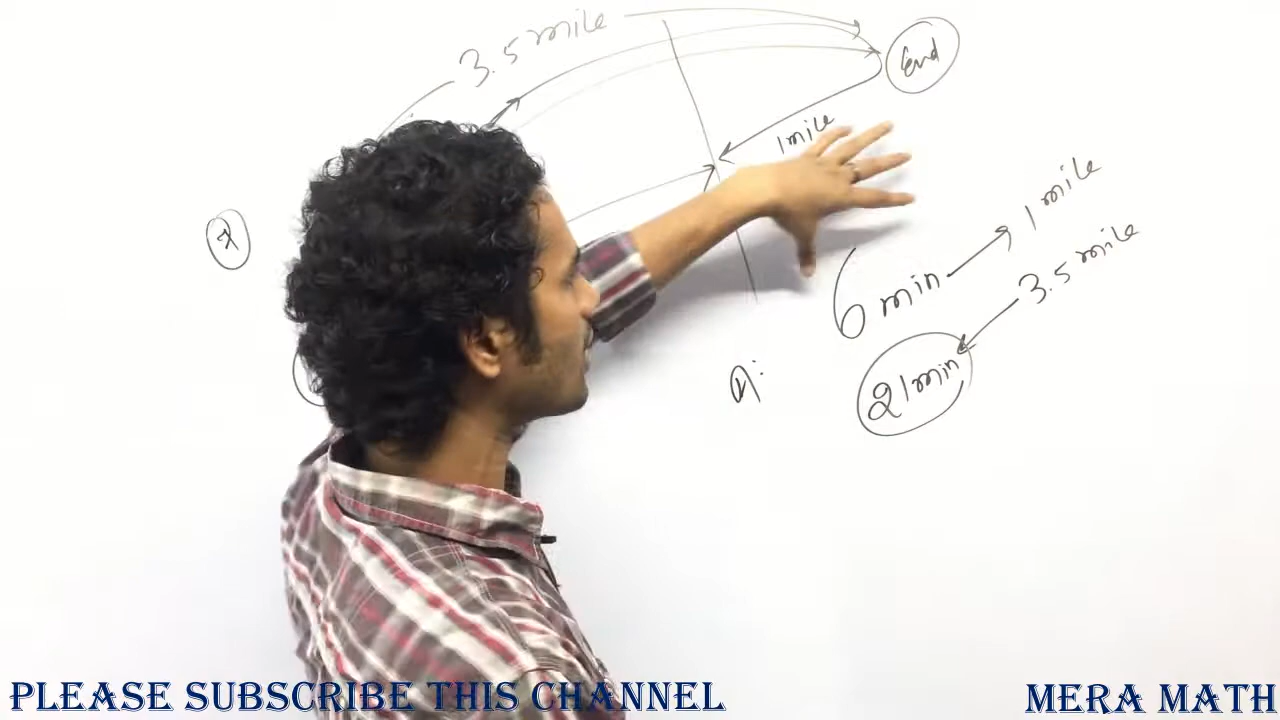 3.5 mile
End
1 mile
x
1 mile
6 min
3.5 mile
21 min
PLEASE SUBSCRIBE THIS CHANNEL
MERA MATH